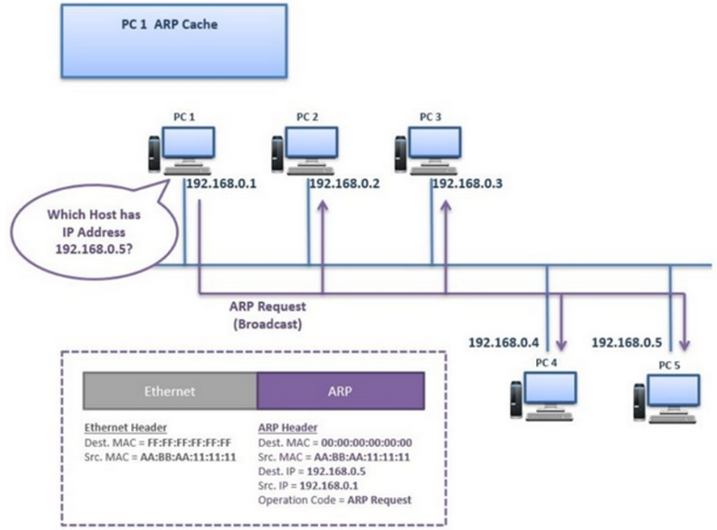 PC 1 ARP Cache
PC 1
PC 2
PC 3
192.168.0.1
192.168.0.2
192.168.0.3
Which Host has
IP Address
192.168.0.5?
ARP Request
(Broadcast)
192.168.0.4
192.168.0.5
PC 4
PC 5
Ethernet
ARP
Ethernet Header
Dest. MAC = FF:FF:FF:FF:FF:FF
Src. MAC = AA:BB:AA:11:11:11
ARP Header
Dest. MAC = 00:00:00:00:00:00
Src. MAC = AA:BB:AA:11:11:11
Dest. IP = 192.168.0.5
Src. IP = 192.168.0.1
Operation Code = ARP Request